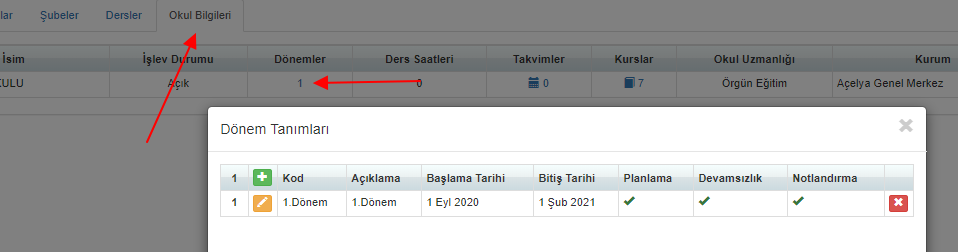 lar Şubeler Dersler Okul Bilgileri
İsim İşlev Durumu Dönemler Ders Saatleri Takvimler Kurslar Okul Uzmanlığı Kurum
KULU Açık 1 0 0 7 Örgün Eğitim Açelya Genel Merkez
Dönem Tanımları
1 Kod Açıklama Başlama Tarihi Bitiş Tarihi Planlama Devamsızlık Notlandırma
1 1.Dönem 1.Dönem 1 Eyl 2020 1 Şub 2021